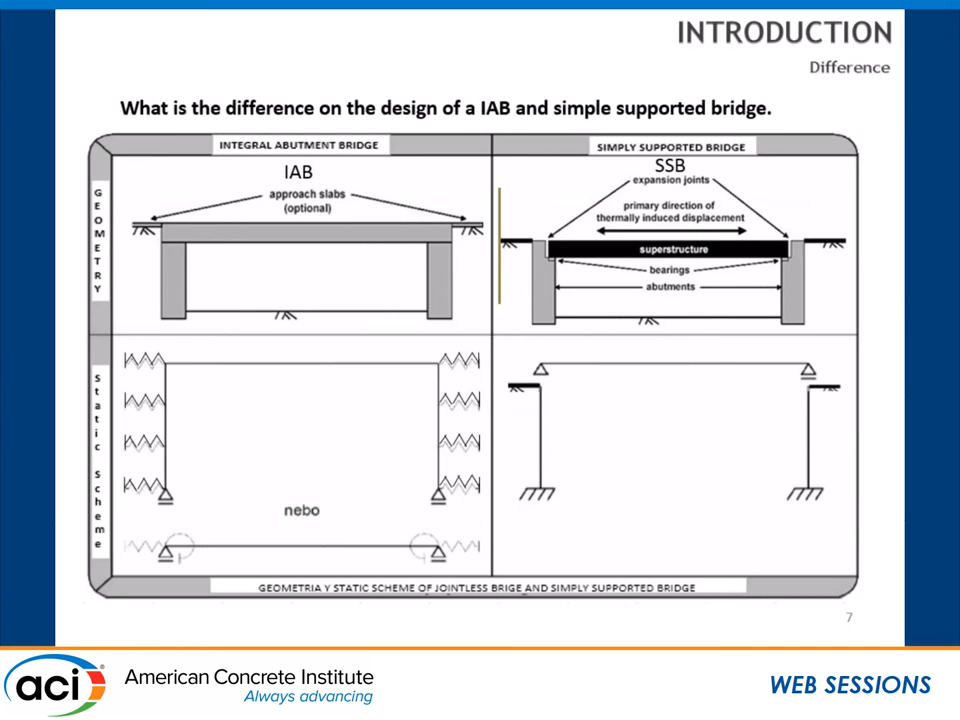 INTRODUCTION
Difference
What is the difference on the design of a IAB and simple supported bridge.
INTEGRAL ABUTMENT BRIDGE
SIMPLY SUPPORTED BRIDGE
GEOMETRY
IAB
approach slabs
(optional)
SSB
expansion joints
primary direction of
thermally induced displacement
superstructure
bearings
abutments
Static Scheme
nebo
GEOMETRIA Y STATIC SCHEME OF JOINTLESS BRIGE AND SIMPLY SUPPORTED BRIDGE
7
aci®
American Concrete Institute
Always advancing
WEB SESSIONS